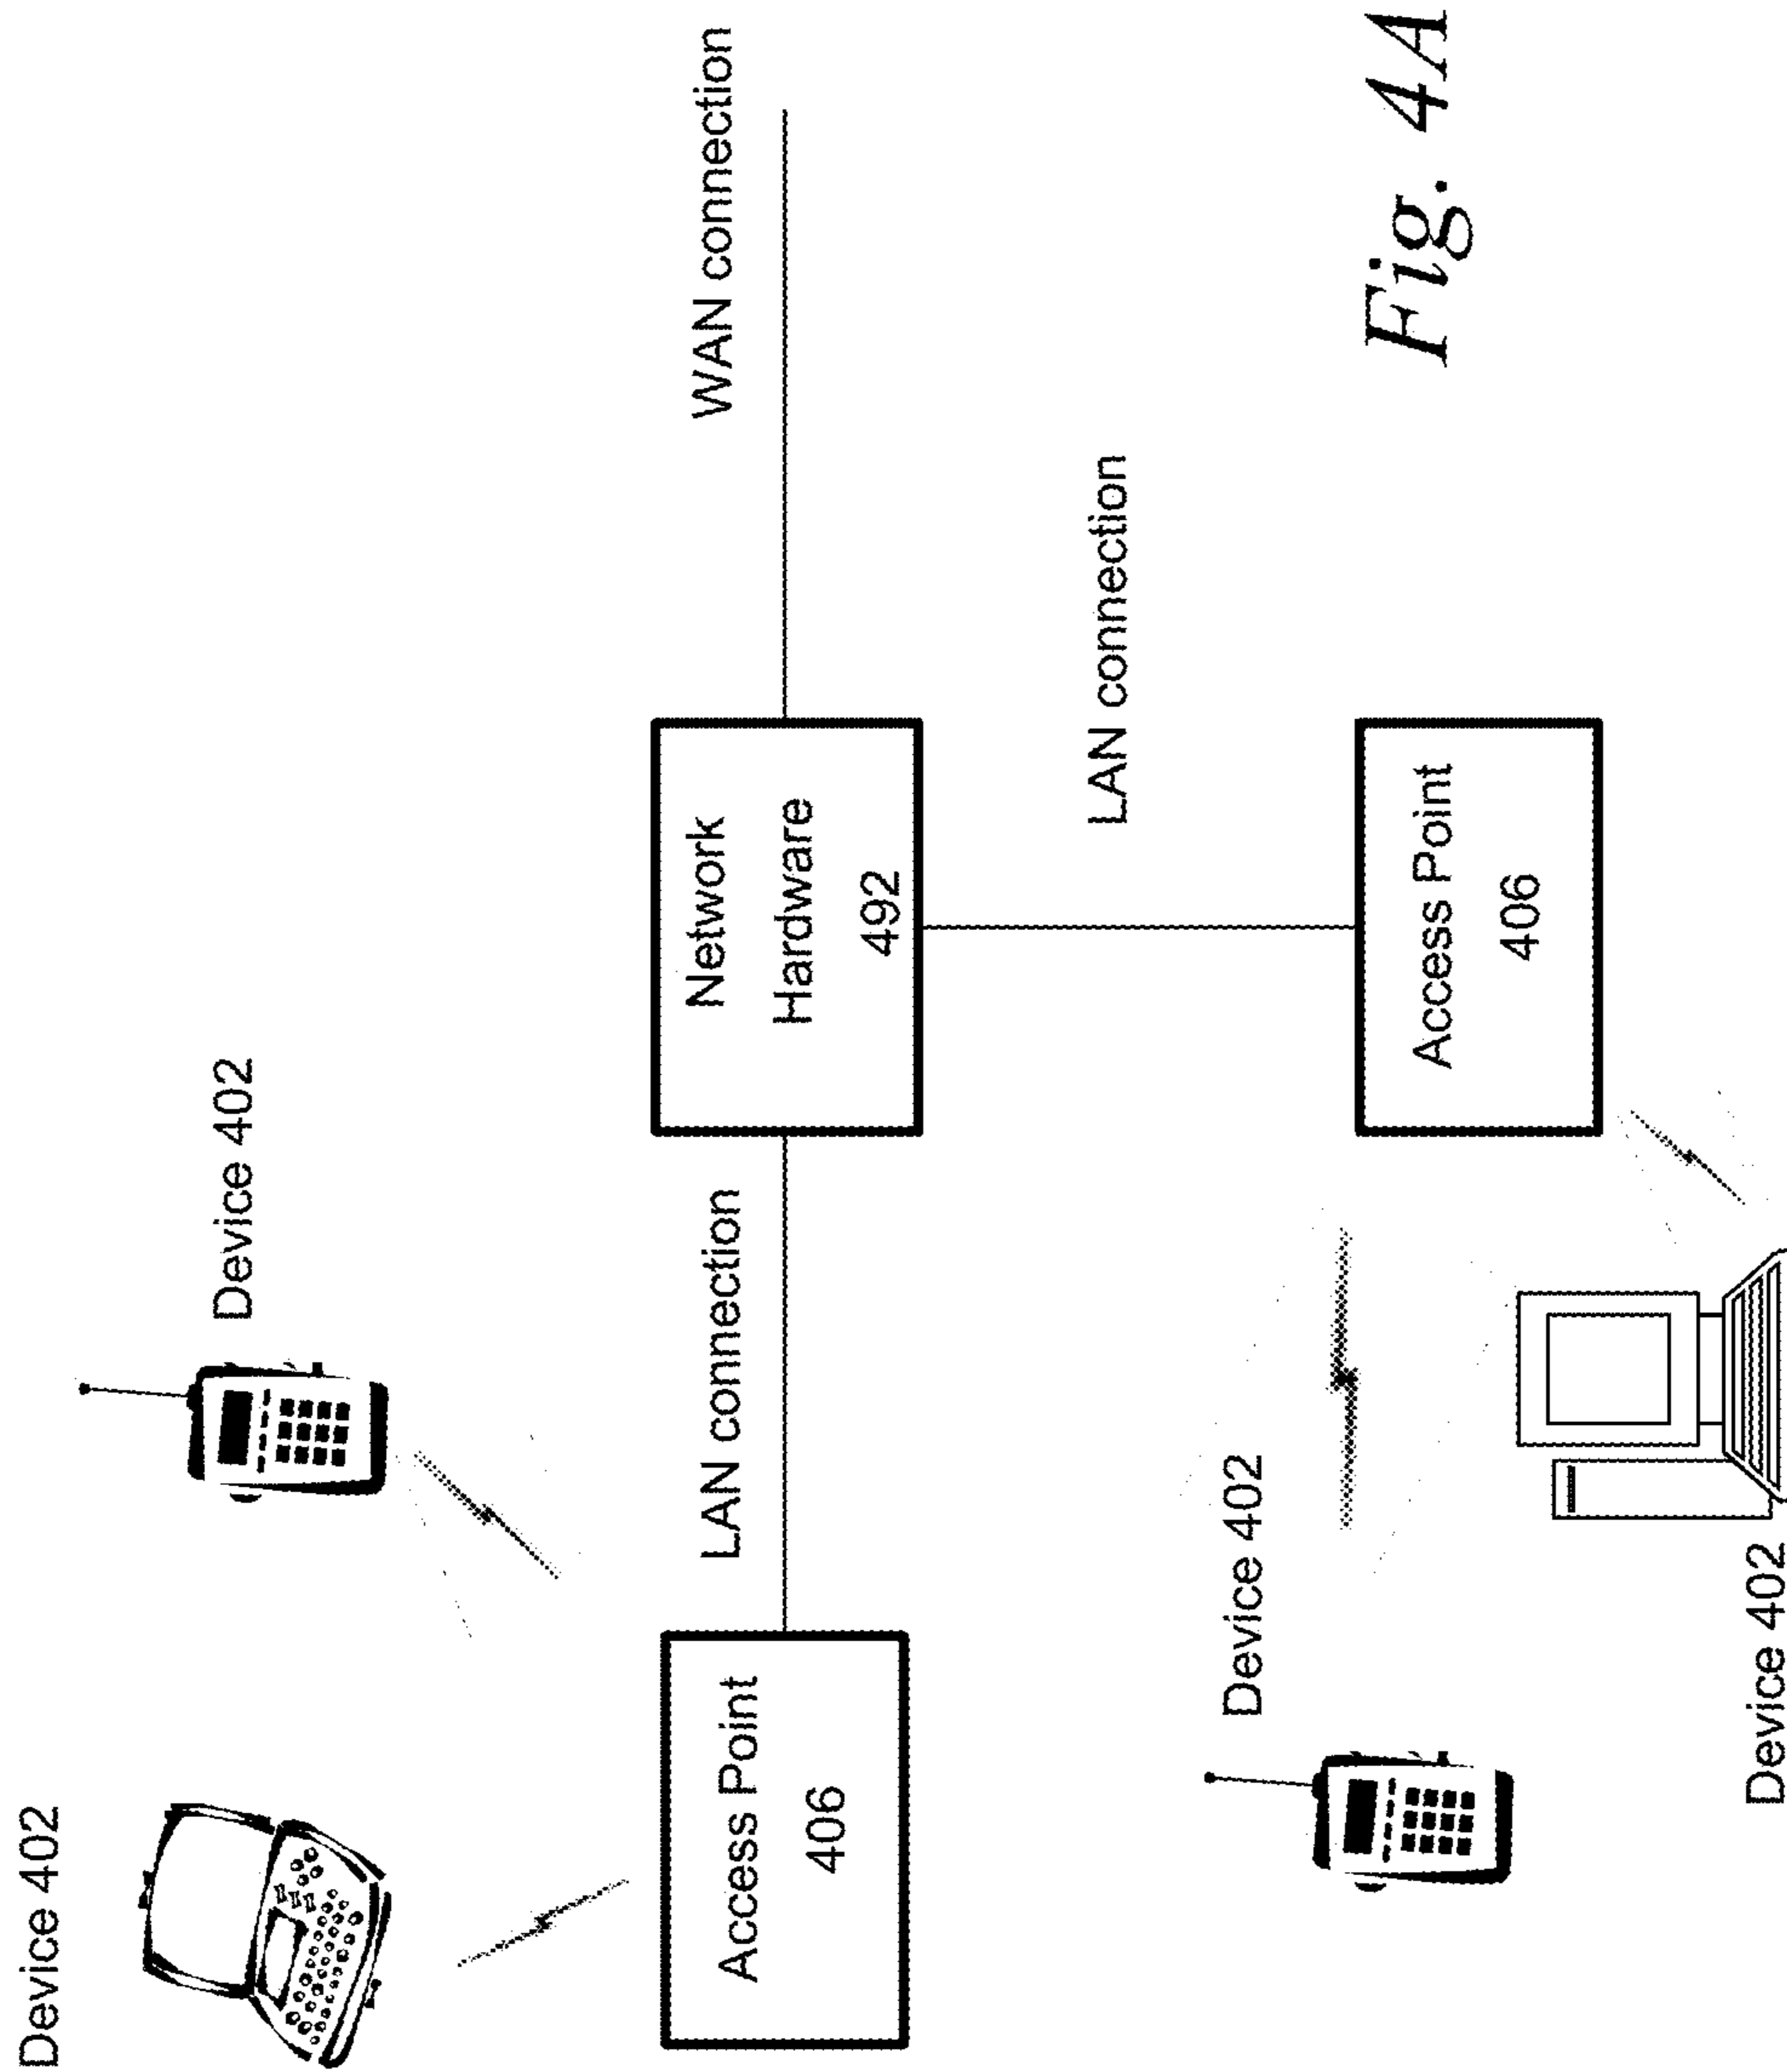 Device 402
Device 402
Access Point
406
LAN connection
Network
Hardware
492
WAN connection
Device 402
LAN connection
Access Point
406
Device 402
Fig. 4A